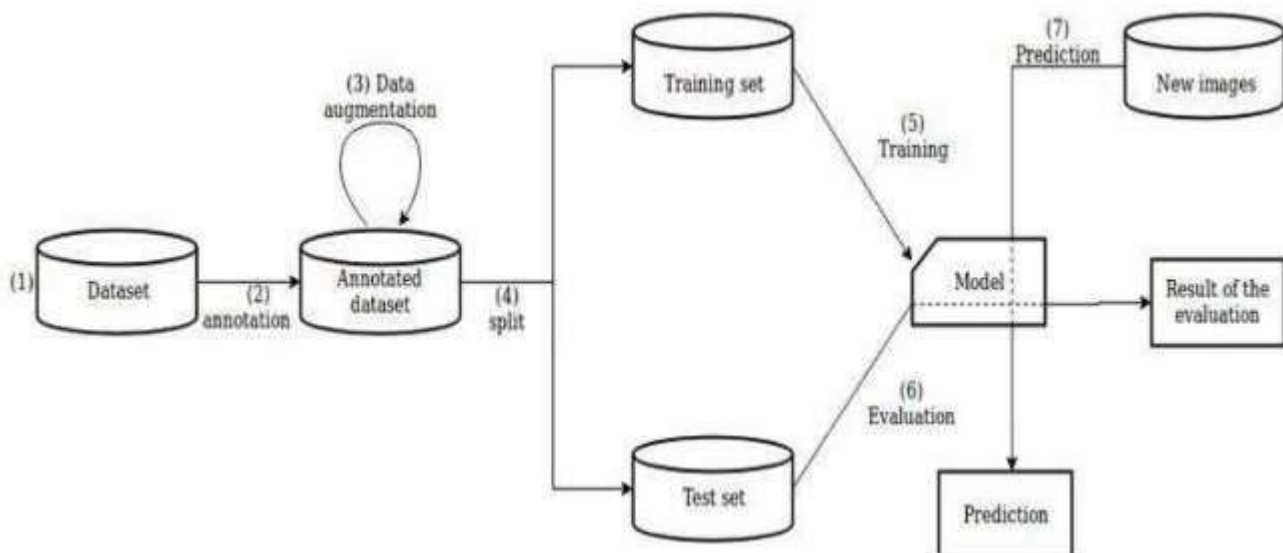 (1)
Dataset
(2)
annotation
(3) Data
augmentation
Annotated
dataset
(4)
split
Training set
Test set
(5)
Training
(6)
Evaluation
Model
(7)
Prediction
New images
Result of the
evaluation
Prediction